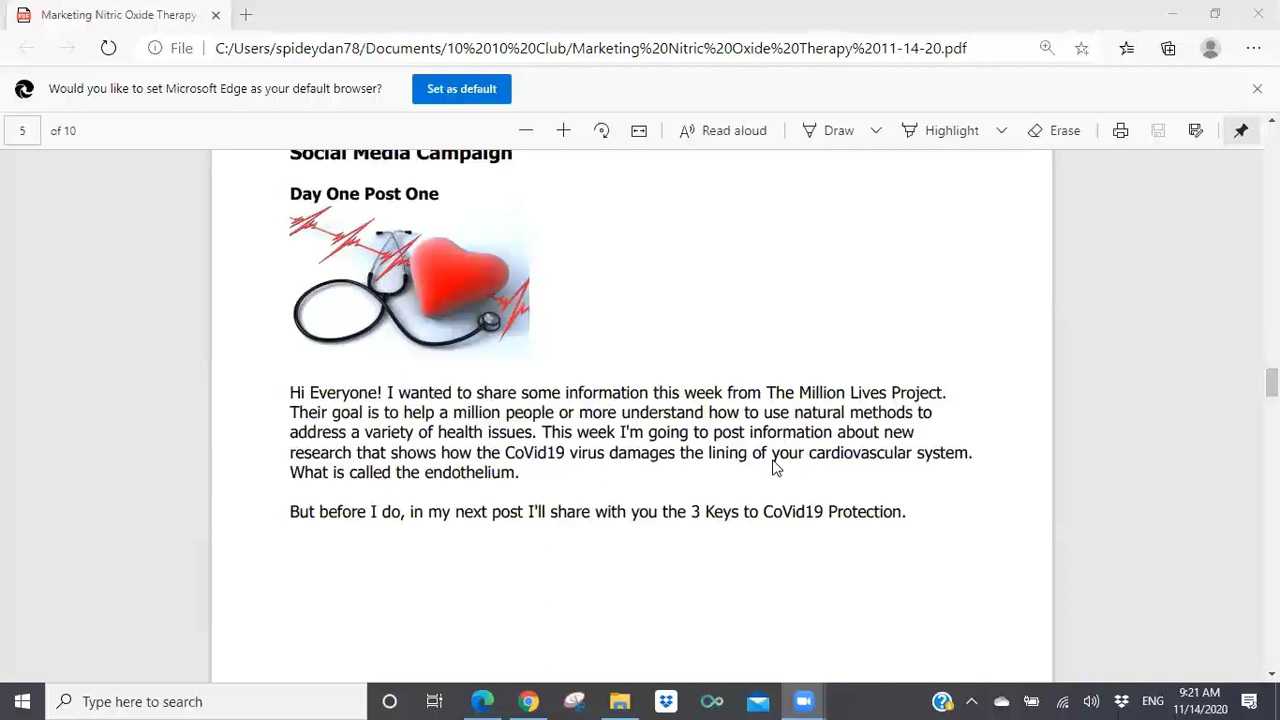 Marketing Nitric Oxide Therapy
File
C:/Users/spideydan78/Documents/10%2010%20Club/Marketing%20Nitric%20Oxide%20Therapy%2011-14-20.pdf
Would you like to set Microsoft Edge as your default browser?
Set as default
5 of 10
Read aloud
Draw
Highlight
Erase
Social Media Campaign
Day One Post One
Hi Everyone! I wanted to share some information this week from The Million Lives Project.
Their goal is to help a million people or more understand how to use natural methods to
address a variety of health issues. This week I'm going to post information about new
research that shows how the CoVid19 virus damages the lining of your cardiovascular system.
What is called the endothelium.
But before I do, in my next post I'll share with you the 3 Keys to CoVid19 Protection.
Type here to search
ENG
9:21 AM
11/14/2020